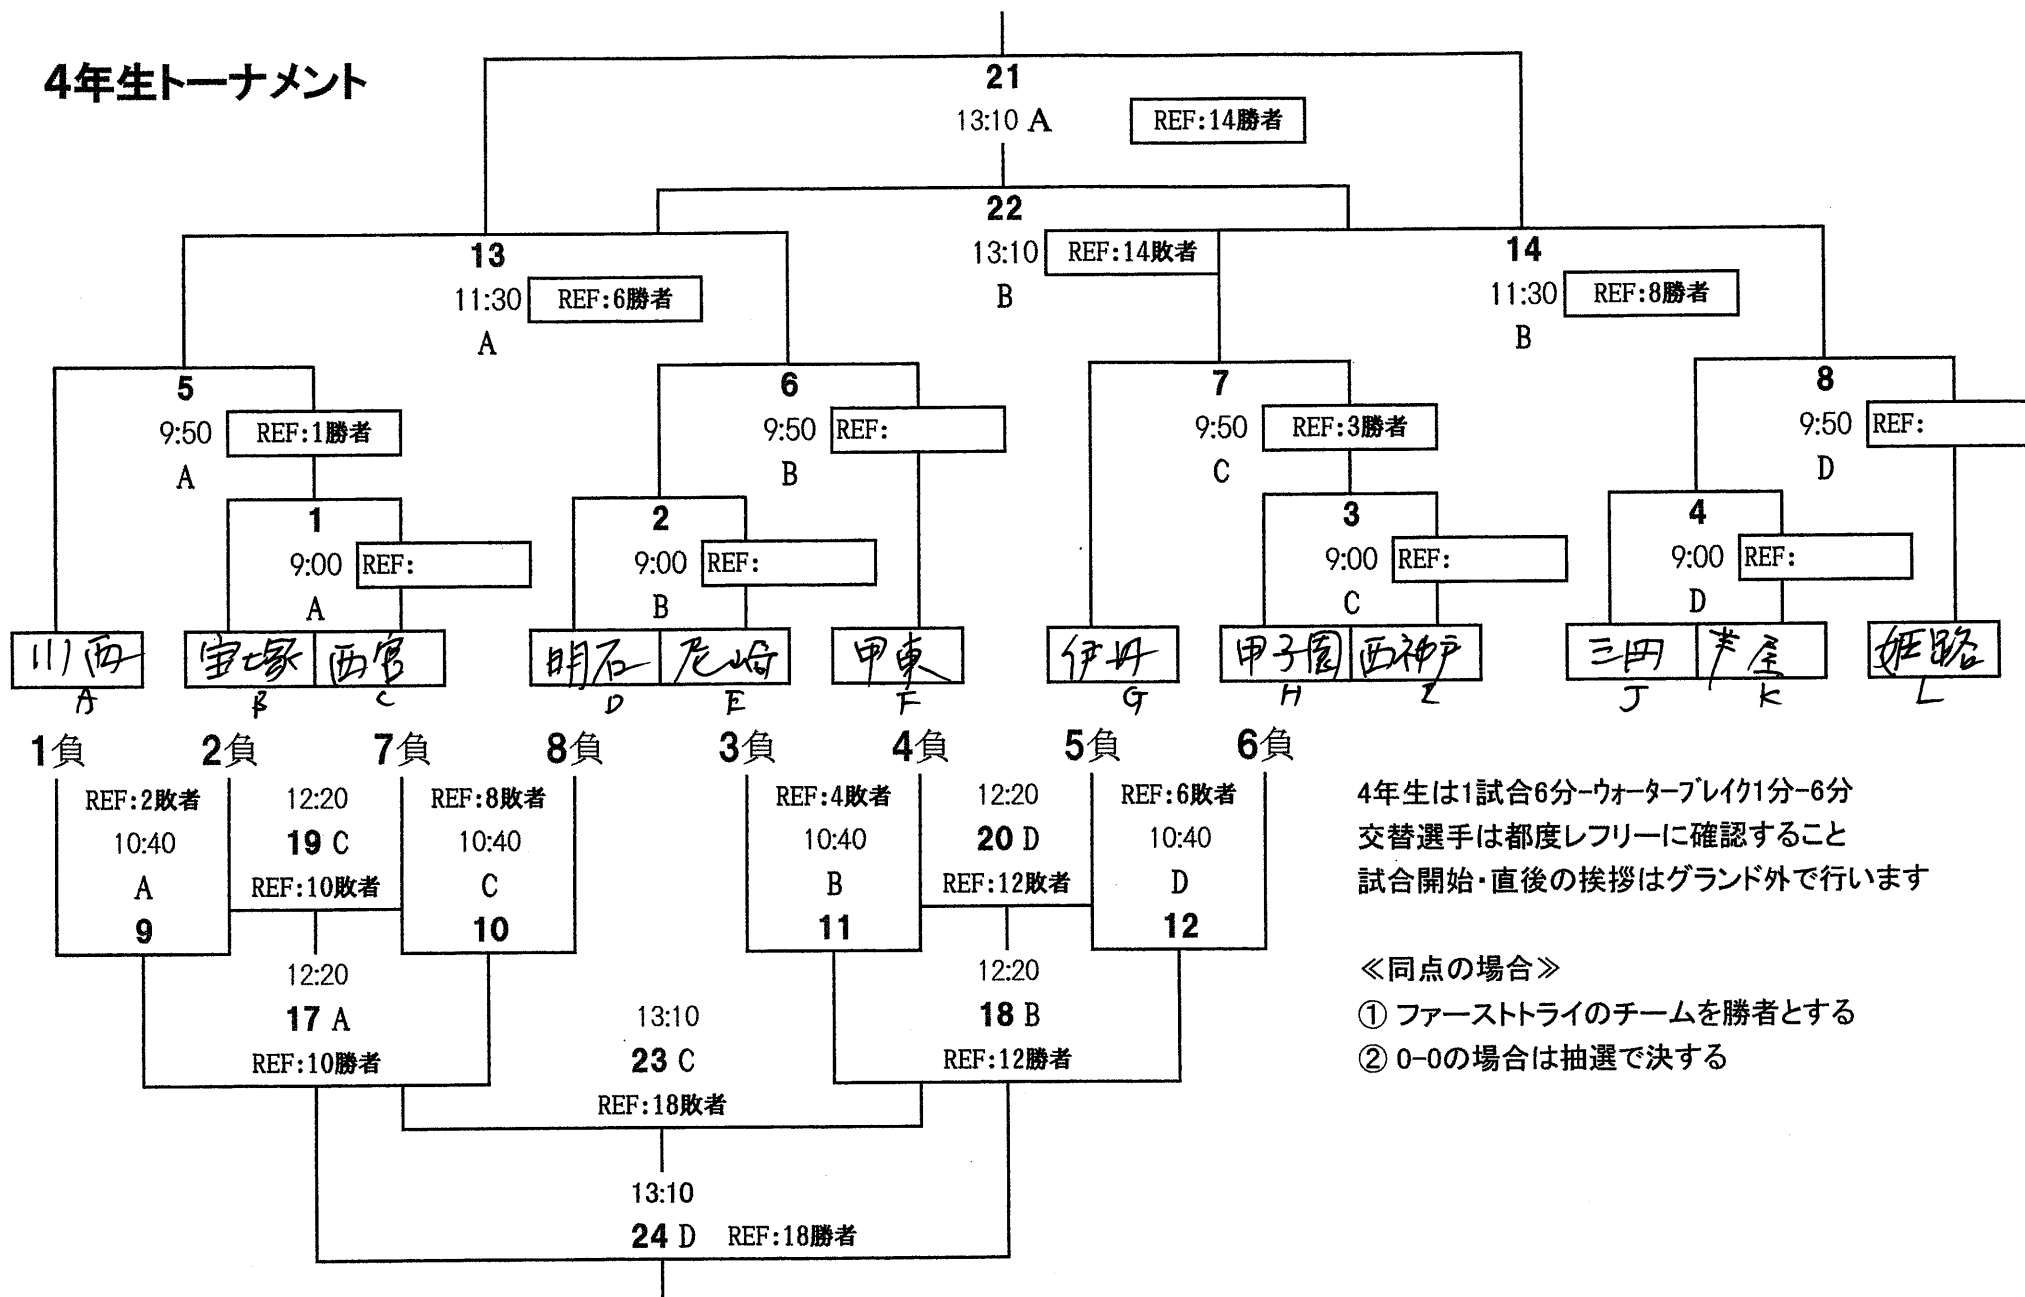 4年生トーナメント
21
13:10 A
REF:14勝者
22
13:10
B
REF:14敗者
13
11:30
A
REF:6勝者
14
11:30
B
REF:8勝者
5
9:50
A
REF:1勝者
6
9:50
B
REF:
7
9:50
C
REF:3勝者
8
9:50
D
REF:
1
9:00
A
REF:
2
9:00
B
REF:
3
9:00
C
REF:
4
9:00
D
REF:
川西 宝塚 西宮 明石 尼崎 甲東 伊丹 甲子園 西神戸 三田 芦屋 姫路
A B C D E F G H I J K L
1負 2負 7負 8負 3負 4負 5負 6負
REF:2敗者
10:40
A
9
12:20
19 C
REF:10敗者
REF:8敗者
10:40
C
10
REF:4敗者
10:40
B
11
12:20
20 D
REF:12敗者
REF:6敗者
10:40
D
12
12:20
17 A
REF:10勝者
12:20
18 B
REF:12勝者
13:10
23 C
REF:18敗者
13:10
24 D REF:18勝者
4年生は1試合6分-ウォーターブレイク1分-6分
交替選手は都度レフリーに確認すること
試合開始・直後の挨拶はグランド外で行います
≪同点の場合≫
① ファーストトライのチームを勝者とする
② 0-0の場合は抽選で決する